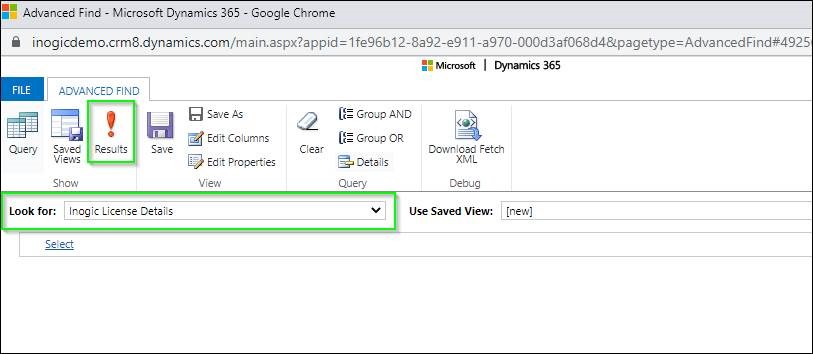 Advanced Find - Microsoft Dynamics 365 - Google Chrome
inogicdemo.crm8.dynamics.com/main.aspx?appid=1fe96b12-8a92-e911-a970-000d3af068d4&pagetype=AdvancedFind#4925
Microsoft | Dynamics 365
FILE ADVANCED FIND
Query
Saved Views
Results
Show
Save
Save As
Edit Columns
Edit Properties
View
Clear
Group AND
Group OR
Details
Query
Download Fetch XML
Debug
Look for: Inogic License Details Use Saved View: [new]
Select